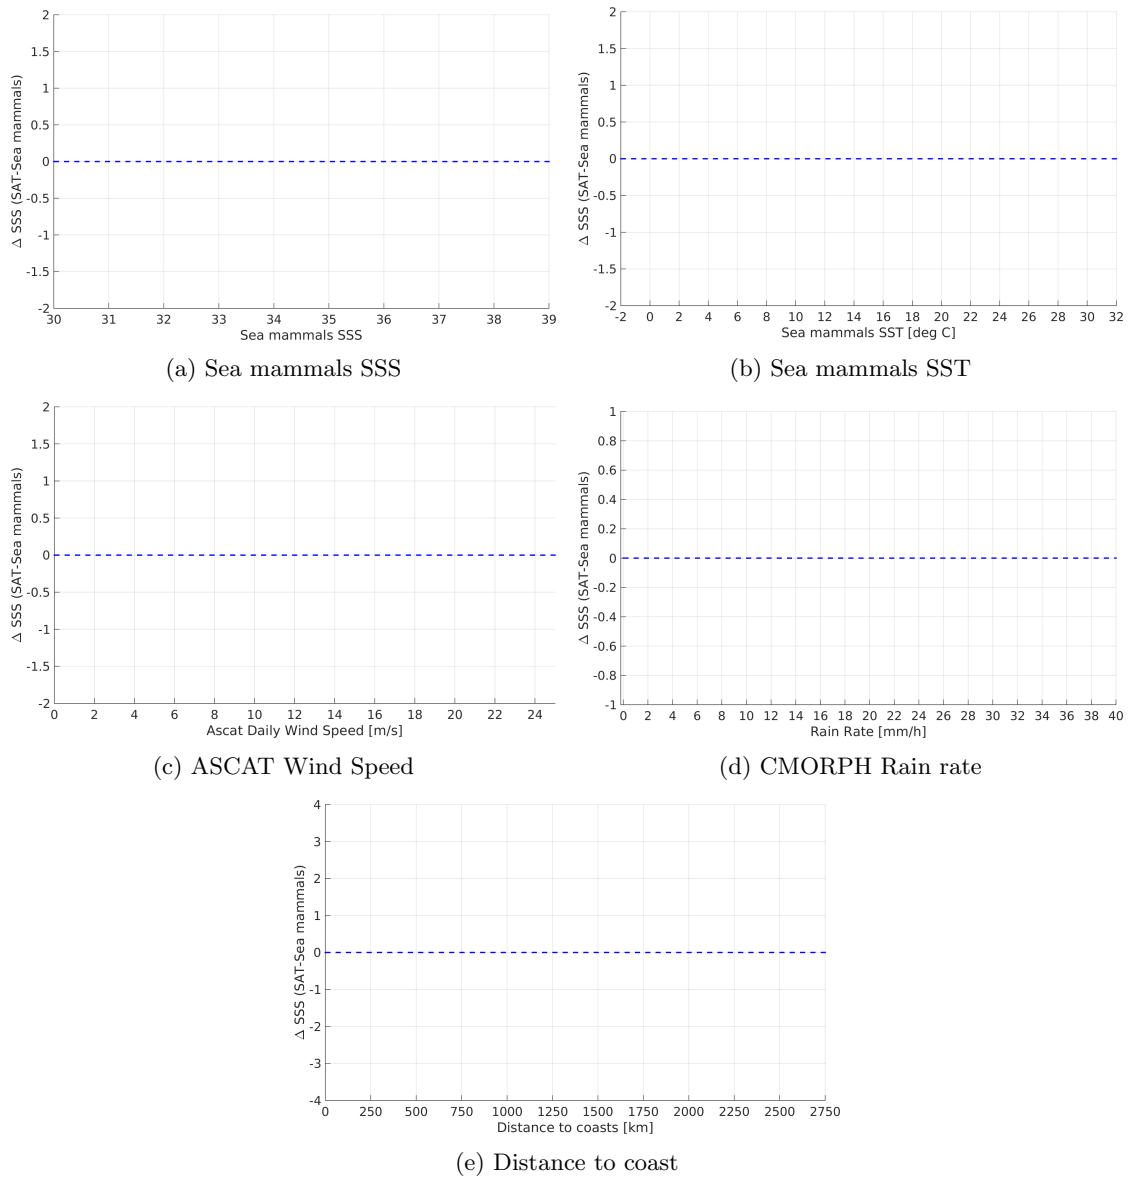 2
1.5
1
0.5
0
-0.5
-1
-1.5
-2
Δ SSS (SAT-Sea mammals)
30 31 32 33 34 35 36 37 38 39
Sea mammals SSS
(a) Sea mammals SSS
2
1.5
1
0.5
0
-0.5
-1
-1.5
-2
Δ SSS (SAT-Sea mammals)
-2 0 2 4 6 8 10 12 14 16 18 20 22 24 26 28 30 32
Sea mammals SST [deg C]
(b) Sea mammals SST
2
1.5
1
0.5
0
-0.5
-1
-1.5
-2
Δ SSS (SAT-Sea mammals)
0 2 4 6 8 10 12 14 16 18 20 22 24
Ascat Daily Wind Speed [m/s]
(c) ASCAT Wind Speed
1
0.8
0.6
0.4
0.2
0
-0.2
-0.4
-0.6
-0.8
-1
Δ SSS (SAT-Sea mammals)
0 2 4 6 8 10 12 14 16 18 20 22 24 26 28 30 32 34 36 38 40
Rain Rate [mm/h]
(d) CMORPH Rain rate
4
3
2
1
0
-1
-2
-3
-4
Δ SSS (SAT-Sea mammals)
0 250 500 750 1000 1250 1500 1750 2000 2250 2500 2750
Distance to coasts [km]
(e) Distance to coast